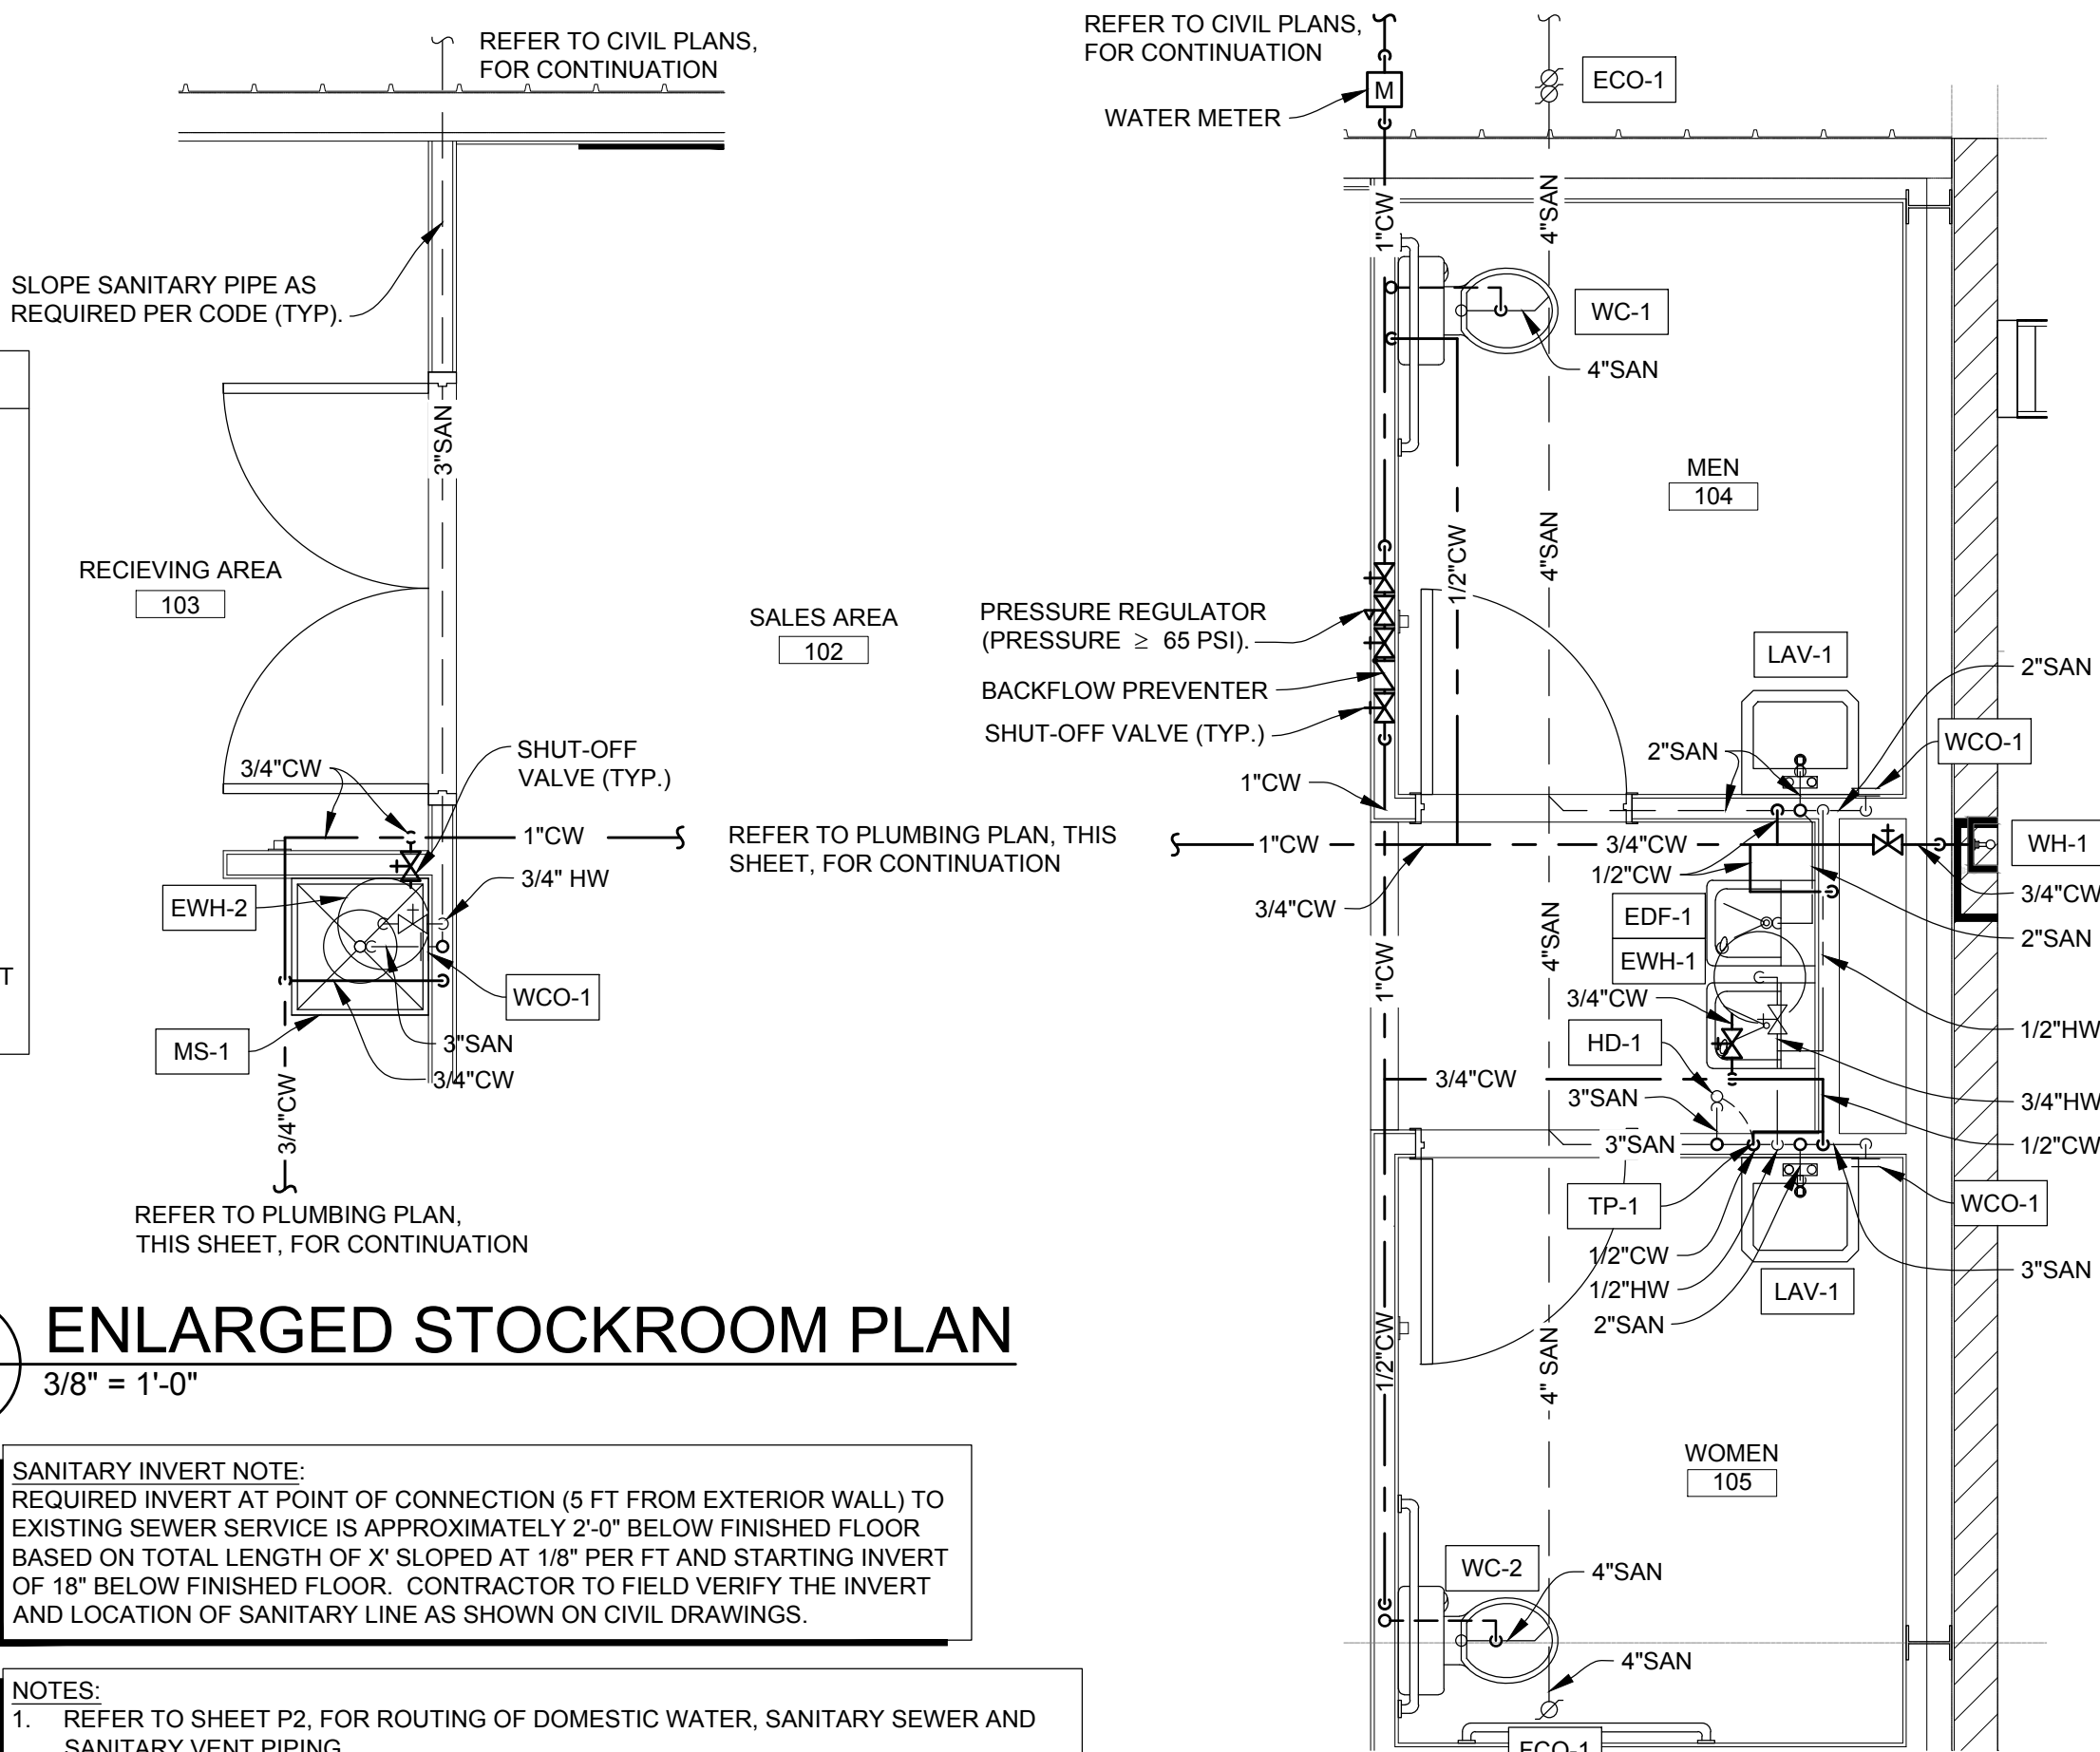 REFER TO CIVIL PLANS,
FOR CONTINUATION
SLOPE SANITARY PIPE AS
REQUIRED PER CODE (TYP).
3"SAN
RECIEVING AREA
103
SALES AREA
102
3/4"CW
SHUT-OFF
VALVE (TYP.)
1"CW
REFER TO PLUMBING PLAN, THIS
SHEET, FOR CONTINUATION
3/4" HW
EWH-2
WCO-1
MS-1
3"SAN
3/4"CW
3/4"CW
T
REFER TO PLUMBING PLAN,
THIS SHEET, FOR CONTINUATION
ENLARGED STOCKROOM PLAN
3/8" = 1'-0"
SANITARY INVERT NOTE:
REQUIRED INVERT AT POINT OF CONNECTION (5 FT FROM EXTERIOR WALL) TO
EXISTING SEWER SERVICE IS APPROXIMATELY 2'-0" BELOW FINISHED FLOOR
BASED ON TOTAL LENGTH OF X' SLOPED AT 1/8" PER FT AND STARTING INVERT
OF 18" BELOW FINISHED FLOOR. CONTRACTOR TO FIELD VERIFY THE INVERT
AND LOCATION OF SANITARY LINE AS SHOWN ON CIVIL DRAWINGS.
NOTES:
1. REFER TO SHEET P2, FOR ROUTING OF DOMESTIC WATER, SANITARY SEWER AND
SANITARY VENT PIPING
REFER TO CIVIL PLANS,
FOR CONTINUATION
ECO-1
M
WATER METER
1"CW
4"SAN
WC-1
4"SAN
MEN
104
1/2"CW
4"SAN
PRESSURE REGULATOR
(PRESSURE ≥ 65 PSI).
BACKFLOW PREVENTER
SHUT-OFF VALVE (TYP.)
LAV-1
2"SAN
2"SAN
WCO-1
1"CW
1"CW
3/4"CW
WH-1
1/2"CW
3/4"CW
3/4"CW
EDF-1
2"SAN
EWH-1
4"SAN
1"CW
3/4"CW
1/2"HW
HD-1
3/4"CW
3/4"HW
3"SAN
3"SAN
1/2"CW
TP-1
WCO-1
1/2"CW
1/2"HW
LAV-1
3"SAN
2"SAN
1/2"CW
4" SAN
WOMEN
105
WC-2
4"SAN
4"SAN